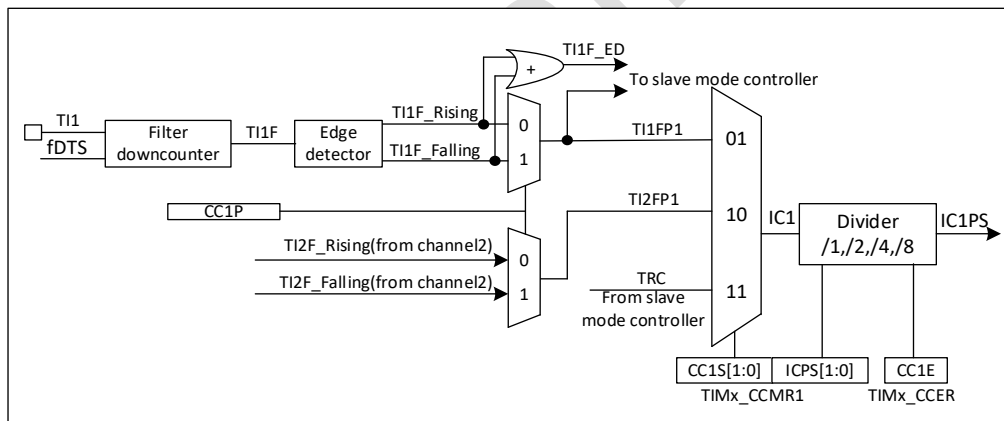 TI1F_ED
+
To slave mode controller
TI1
fDTS
Filter
downcounter
TI1F
Edge
detector
TI1F_Rising
TI1F_Falling
0
1
TI1FP1
01
CC1P
TI2FP1
10
IC1
Divider
/1,/2,/4,/8
IC1PS
TI2F_Rising(from channel2)
TI2F_Falling(from channel2)
0
1
TRC
From slave
mode controller
11
CC1S[1:0]
ICPS[1:0]
CC1E
TIMx_CCMR1
TIMx_CCER